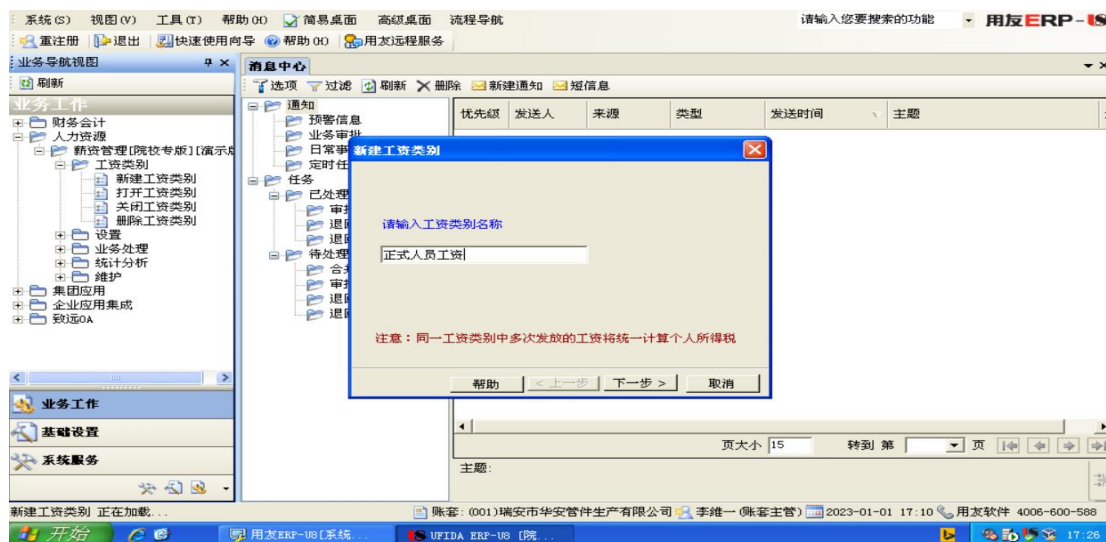 系统(S) 视图(V) 工具(T) 帮助(H) 简易桌面 高级桌面 流程导航 请输入您要搜索的功能 用友ERP-U8
重注册 退出 快速使用向导 帮助(H) 用友远程服务
业务导航视图 消息中心
刷新 选项 过滤 刷新 删除 新建通知 短信息
业务工作
财务会计
人力资源
薪资管理[院校专版][演示
工资类别
新建工资类别
打开工资类别
关闭工资类别
删除工资类别
设置
业务处理
统计分析
维护
集团应用
企业应用集成
致远OA
通知
预警信息
业务审批
日常事
定时任
任务
已处理
审
退
退
待处理
合
审
退
退
优先级 发送人 来源 类型 发送时间 主题
新建工资类别
请输入工资类别名称
正式人员工资
注意：同一工资类别中多次发放的工资将统一计算个人所得税
帮助 < 上一步 下一步 > 取消
业务工作
基础设置
系统服务
页大小 15 转到 第 页
主题:
新建工资类别 正在加载... 账套: (001)瑞安市华安管件生产有限公司 李维一(账套主管) 2023-01-01 17:10 用友软件 4006-600-588
开始 用友ERP-U8[系统... UFIDA ERP-U8 [院... 17:26